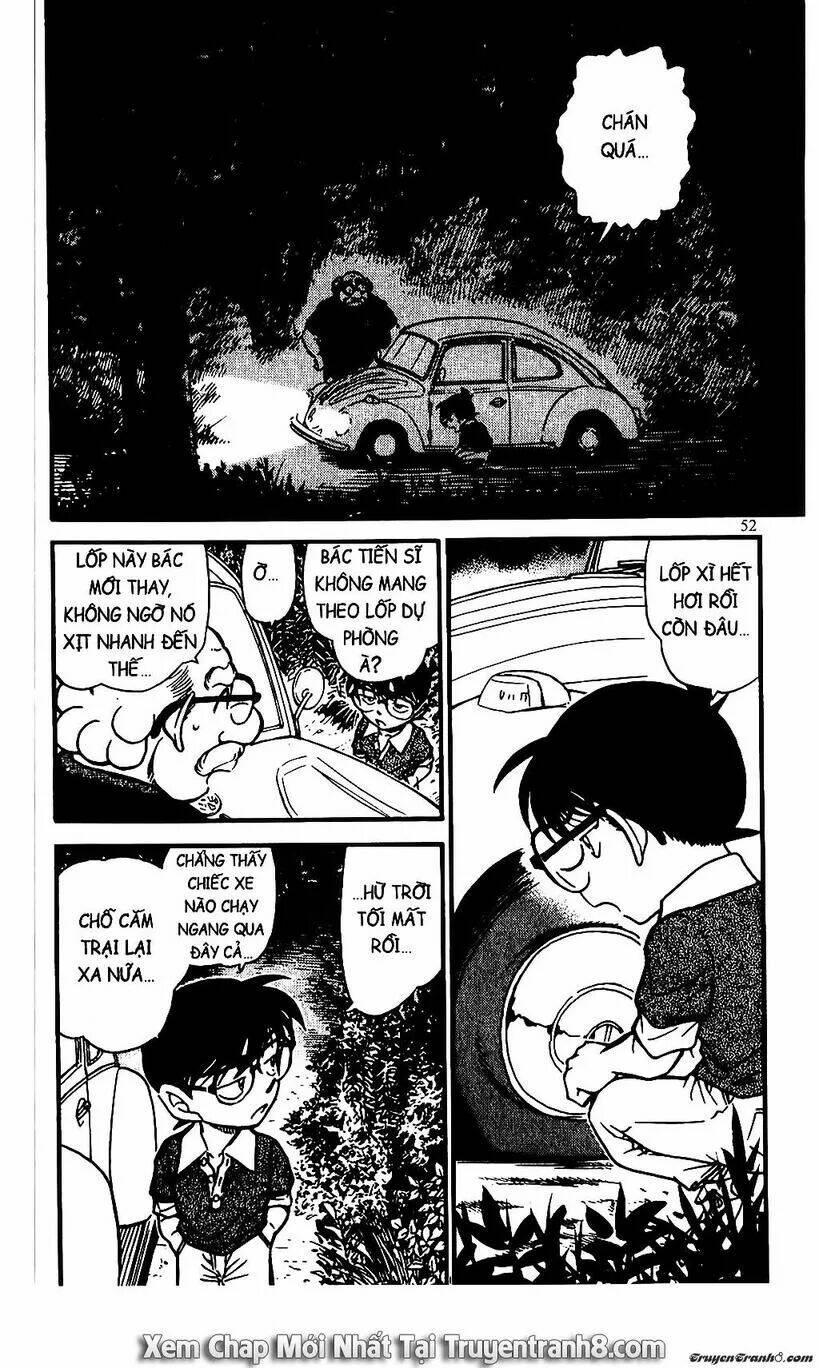 CHÁN
QUÁ...
52
LỐP XÌ HẾT
HƠI RỒI
CÒN ĐÂU...
BÁC TIẾN SĨ
KHÔNG MANG
THEO LỐP DỰ
PHÒNG
À?
Ờ...
LỐP NÀY BÁC
MỚI THAY,
KHÔNG NGỜ NÓ
XỊT NHANH ĐẾN
THẾ...
...HỪ TRỜI
TỐI MẤT
RỒI...
CHẲNG THẤY
CHIẾC XE
NÀO CHẠY
NGANG QUA
ĐÂY CẢ...
CHỖ CẮM
TRẠI LẠI
XA NỮA...
Xem Chap Mới Nhất Tại Truyentranh8.com
TruyenTranh8.com